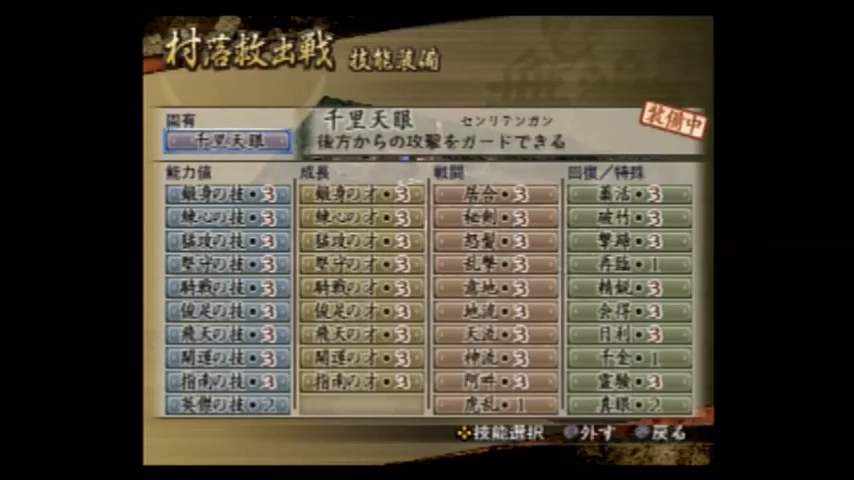 村落救出戦 技能装備
固有
千里天眼
千里天眼 センリテンガン
装備中
後方からの攻撃をガードできる
能力値 成長 戦闘 回復／特殊
鍛身の技・3 鍛身の才・3 居合・3 薬活・3
練心の技・3 練心の才・3 秘剣・3 破竹・3
猛攻の技・3 猛攻の才・3 怒髪・3 撃踏・3
堅守の技・3 堅守の才・3 乱撃・3 再臨・1
騎戦の技・3 騎戦の才・3 意地・3 精鋭・3
俊足の技・3 俊足の才・3 地流・3 会得・3
飛天の技・3 飛天の才・3 天流・3 目利・3
開運の技・3 開運の才・3 神流・3 千金・1
指南の技・3 指南の才・3 阿吽・3 霊験・3
英傑の技・2 虎乱・1 真眼・2
技能選択 外す 戻る